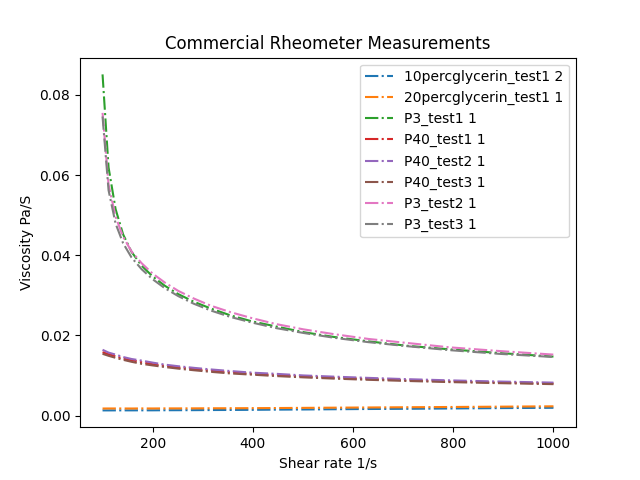 Commercial Rheometer Measurements
10percglycerin_test1 2
20percglycerin_test1 1
P3_test1 1
P40_test1 1
P40_test2 1
P40_test3 1
P3_test2 1
P3_test3 1
Viscosity Pa/S
0.08
0.06
0.04
0.02
0.00
200
400
600
800
1000
Shear rate 1/s